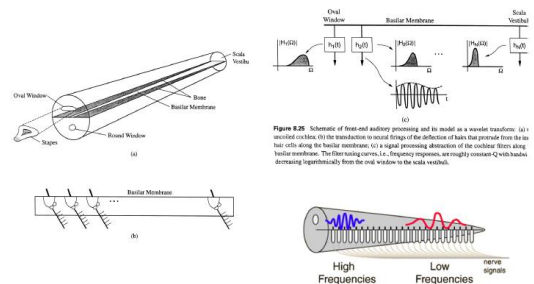 Oval
Window
Basilar Membrane
Scala
Vestibul
|H₁(Ω)|
h₁(t)
h₂(t)
|H₂(Ω)|
...
|Hₙ(Ω)|
hₙ(t)
Ω
Ω
Ω
t
(c)
Scala
Vestibu
Oval Window
Bone
Basilar Membrane
Round Window
Stapes
(a)
Figure 8.25 Schematic of front-end auditory processing and its model as a wavelet transform: (a)
uncoiled cochlea; (b) the transduction to neural firings of the deflection of hairs that protrude from the
hair cells along the basilar membrane; (c) a signal processing abstraction of the cochlear filters along
basilar membrane. The filter tuning curves, i.e., frequency responses, are roughly constant-Q with bandwi
decreasing logarithmically from the oval window to the scala vestibuli.
Basilar Membrane
...
(b)
High
Frequencies
Low
Frequencies
nerve
signals